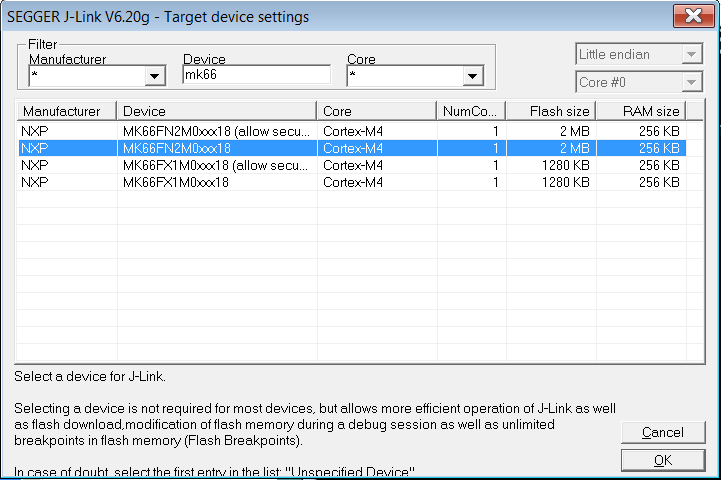 SEGGER J-Link V6.20g - Target device settings
Filter
Manufacturer Device Core
* mk66 *
Little endian
Core #0
Manufacturer Device Core NumCo... Flash size RAM size
NXP MK66FN2M0xxx18 (allow secu... Cortex-M4 1 2 MB 256 KB
NXP MK66FN2M0xxx18 Cortex-M4 1 2 MB 256 KB
NXP MK66FX1M0xxx18 (allow secu... Cortex-M4 1 1280 KB 256 KB
NXP MK66FX1M0xxx18 Cortex-M4 1 1280 KB 256 KB
Select a device for J-Link.
Selecting a device is not required for most devices, but allows more efficient operation of J-Link as well
as flash download,modification of flash memory during a debug session as well as unlimited
breakpoints in flash memory (Flash Breakpoints).
In case of doubt, select the first entry in the list: "Unspecified Device"
Cancel
OK